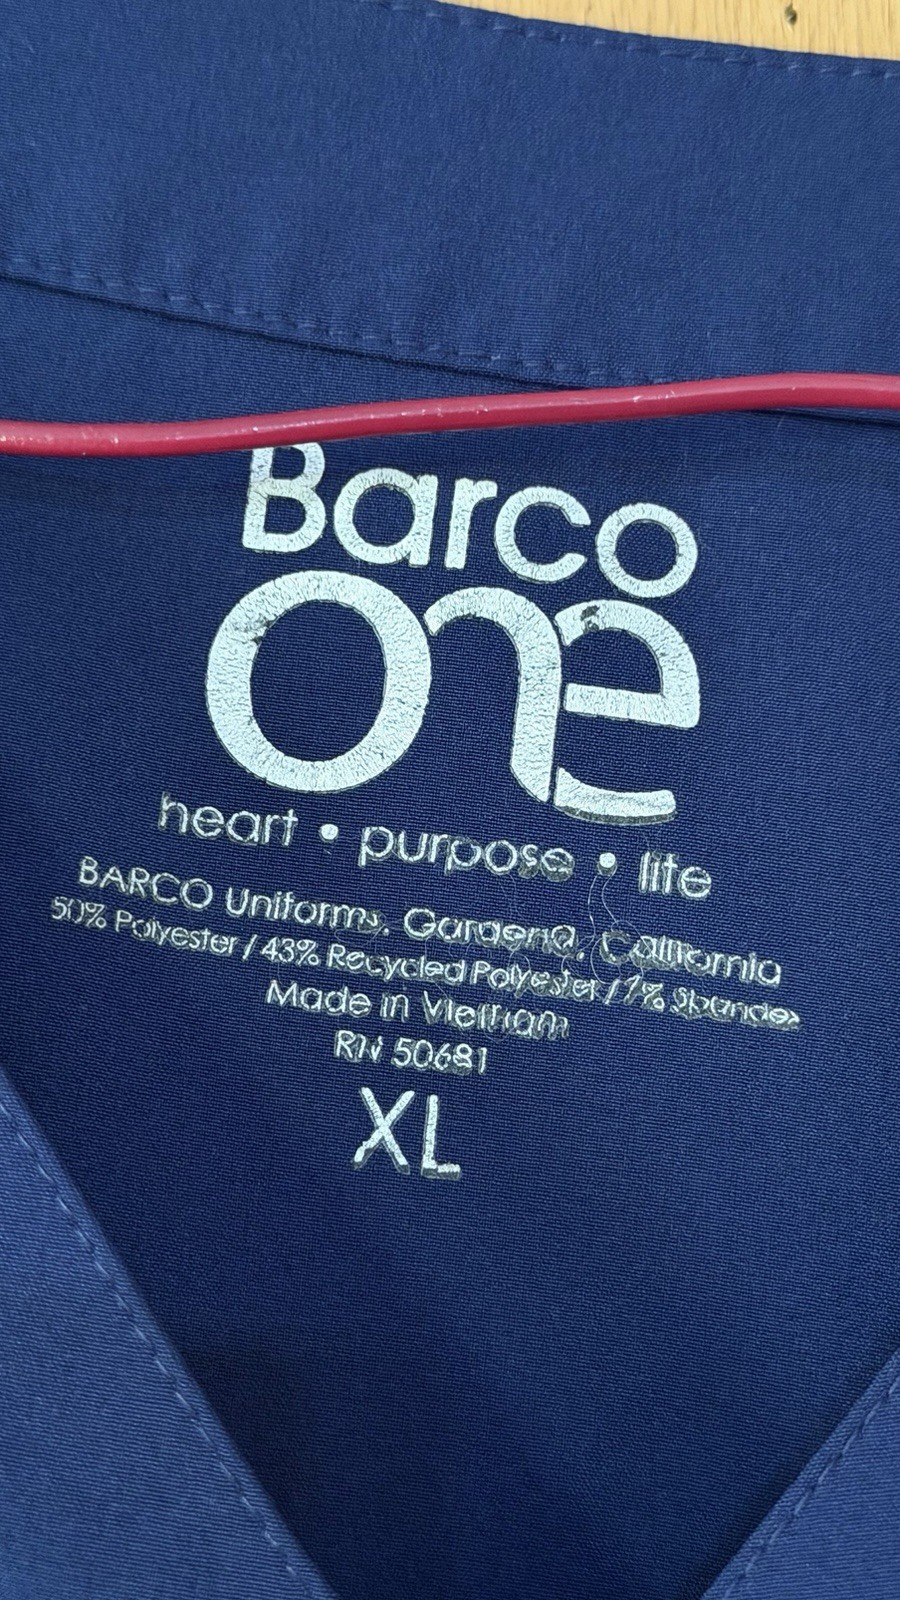 Barco
One
heart • purpose • life
BARCO Uniforms. Gardena. California
50% Polyester / 43% Recycled Polyester / 7% Spandex
Made in Vietnam
RN 50681
XL